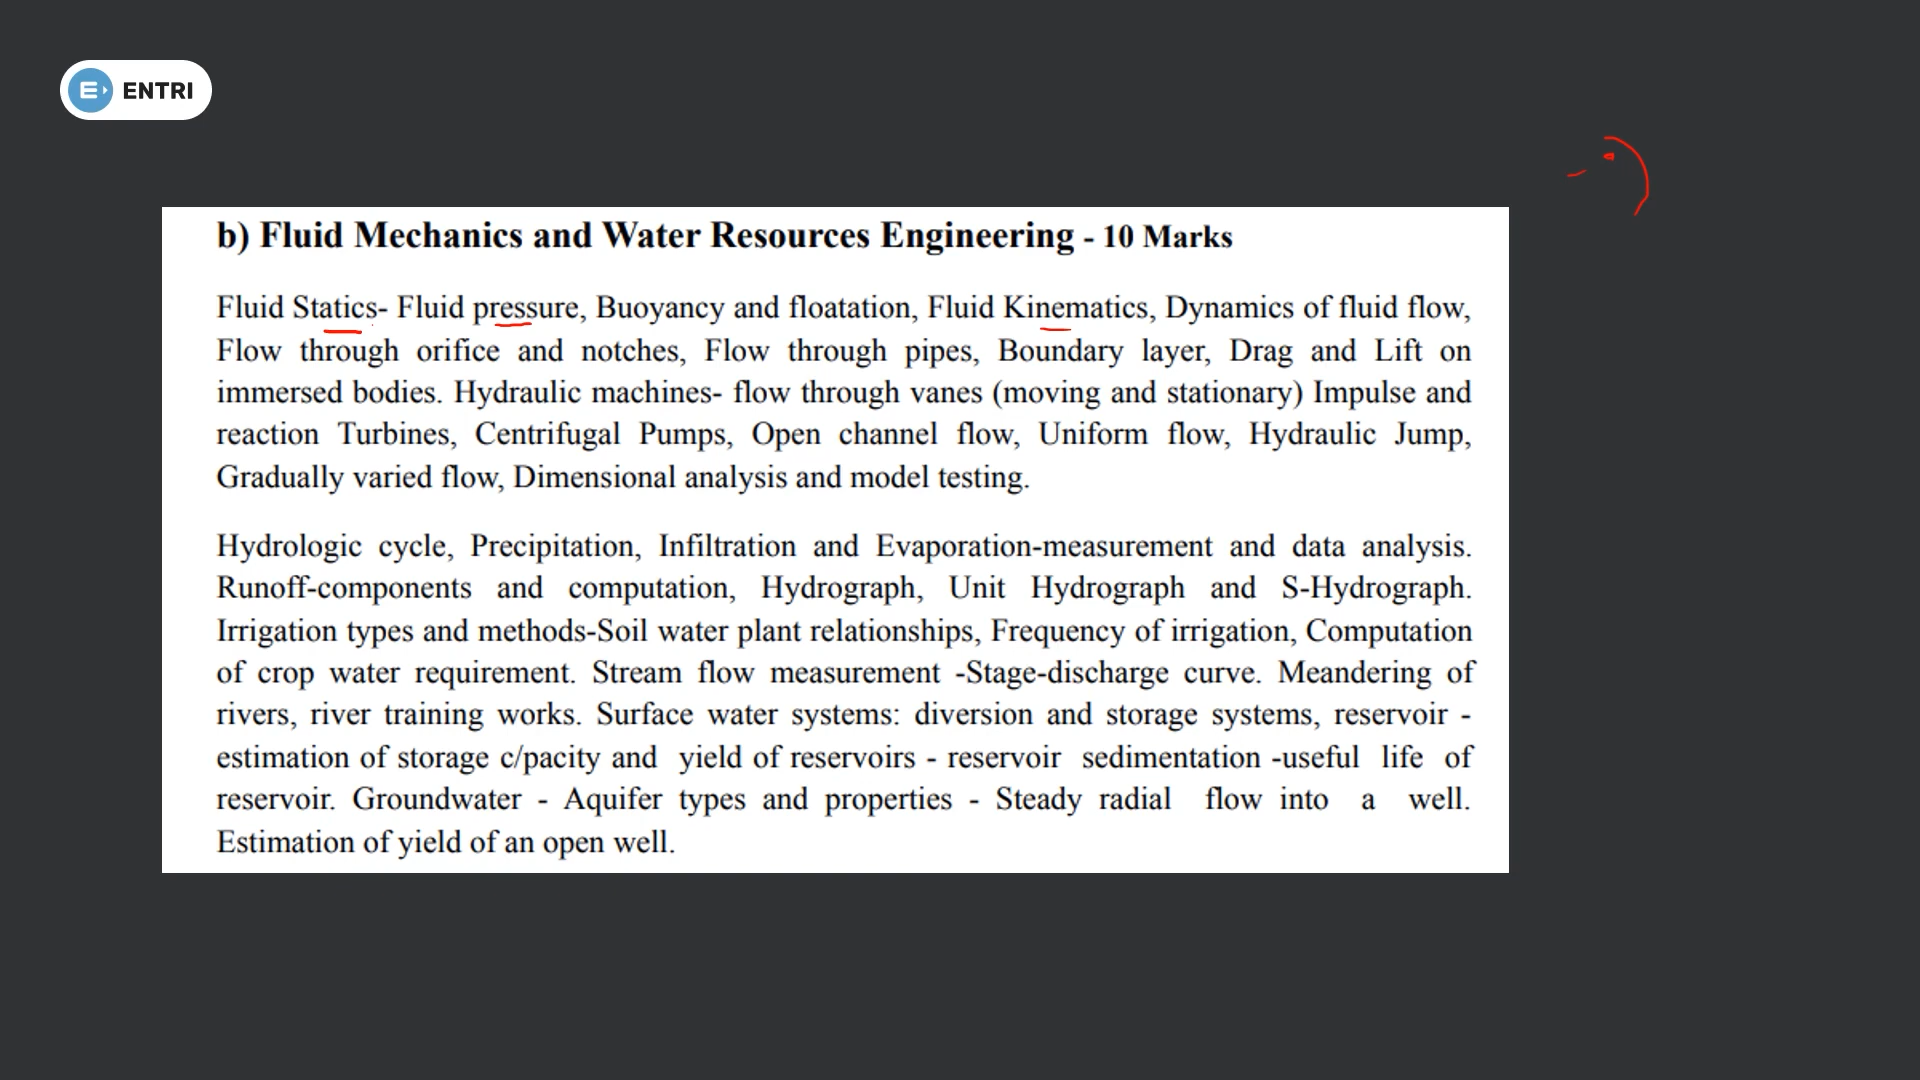 ENTRI
b) Fluid Mechanics and Water Resources Engineering - 10 Marks
Fluid Statics- Fluid pressure, Buoyancy and floatation, Fluid Kinematics, Dynamics of fluid flow,
Flow through orifice and notches, Flow through pipes, Boundary layer, Drag and Lift on
immersed bodies. Hydraulic machines- flow through vanes (moving and stationary) Impulse and
reaction Turbines, Centrifugal Pumps, Open channel flow, Uniform flow, Hydraulic Jump,
Gradually varied flow, Dimensional analysis and model testing.
Hydrologic cycle, Precipitation, Infiltration and Evaporation-measurement and data analysis.
Runoff-components and computation, Hydrograph, Unit Hydrograph and S-Hydrograph.
Irrigation types and methods-Soil water plant relationships, Frequency of irrigation, Computation
of crop water requirement. Stream flow measurement -Stage-discharge curve. Meandering of
rivers, river training works. Surface water systems: diversion and storage systems, reservoir -
estimation of storage c/pacity and yield of reservoirs - reservoir sedimentation -useful life of
reservoir. Groundwater - Aquifer types and properties - Steady radial flow into a well.
Estimation of yield of an open well.